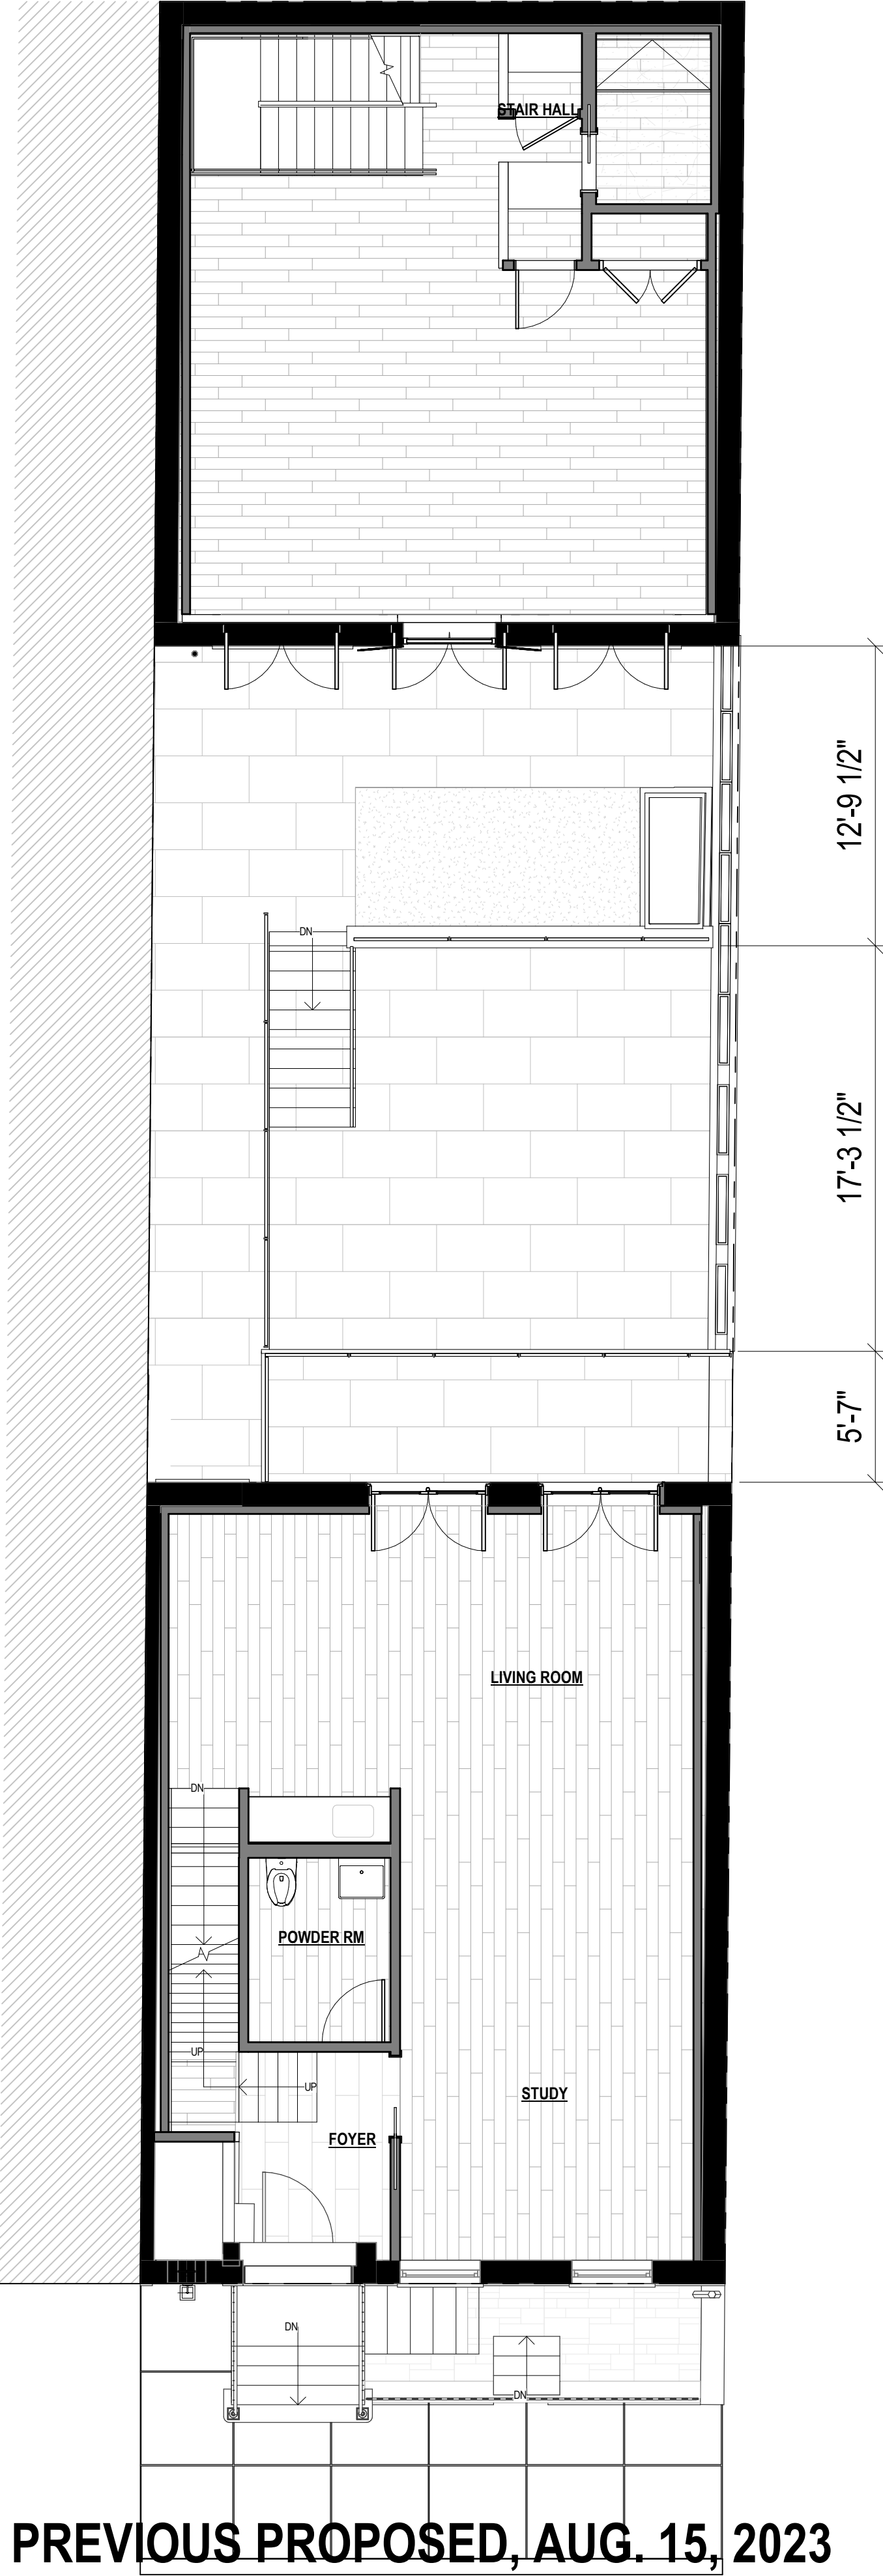 STAIR HALL
12'-9 1/2"
DN
17'-3 1/2"
5'-7"
LIVING ROOM
DN
POWDER RM
UP
UP
STUDY
FOYER
DN
DN
PREVIOUS PROPOSED, AUG. 15, 2023